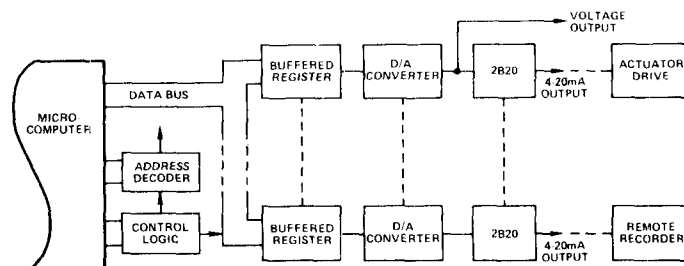 VOLTAGE
OUTPUT
BUFFERED
REGISTER
D/A
CONVERTER
2B20
4-20mA
OUTPUT
ACTUATOR
DRIVE
DATA BUS
MICRO
COMPUTER
ADDRESS
DECODER
CONTROL
LOGIC
BUFFERED
REGISTER
D/A
CONVERTER
2B20
4-20mA
OUTPUT
REMOTE
RECORDER